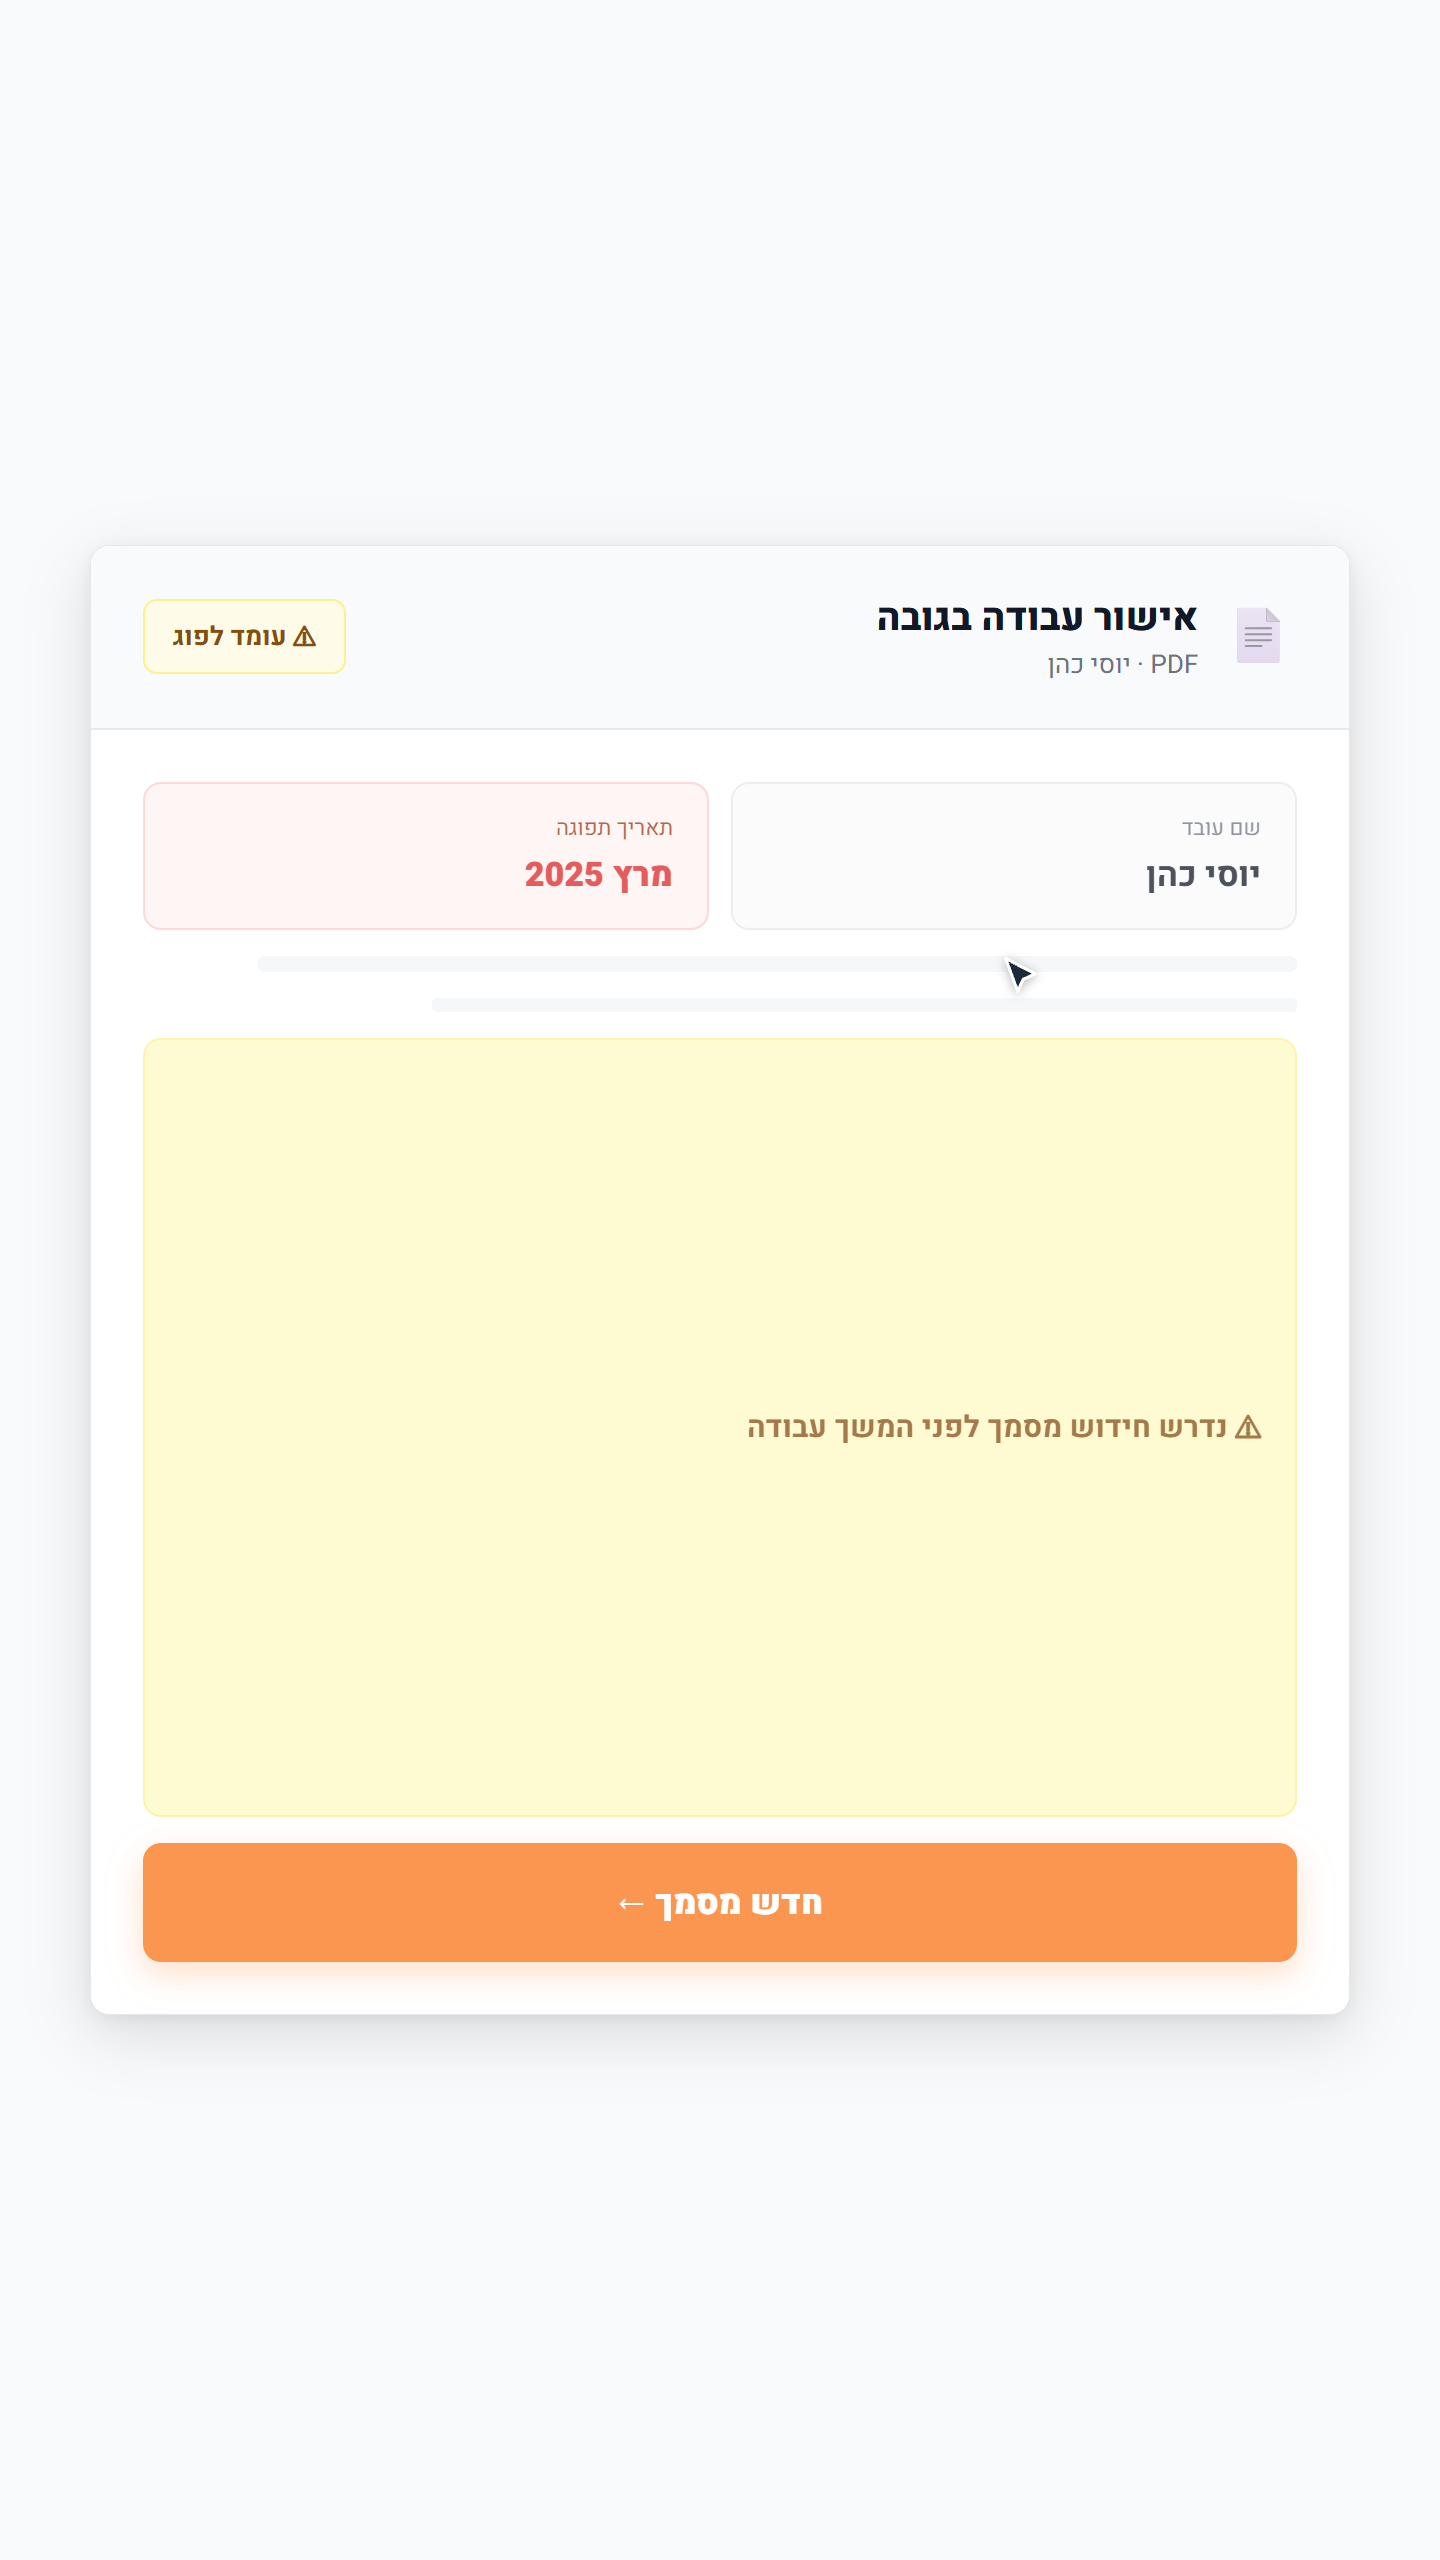 אישור עבודה בגובה
PDF · יוסי כהן
⚠ עומד לפוג
שם עובד
יוסי כהן
תאריך תפוגה
מרץ 2025
⚠ נדרש חידוש מסמך לפני המשך עבודה
חדש מסמך ←